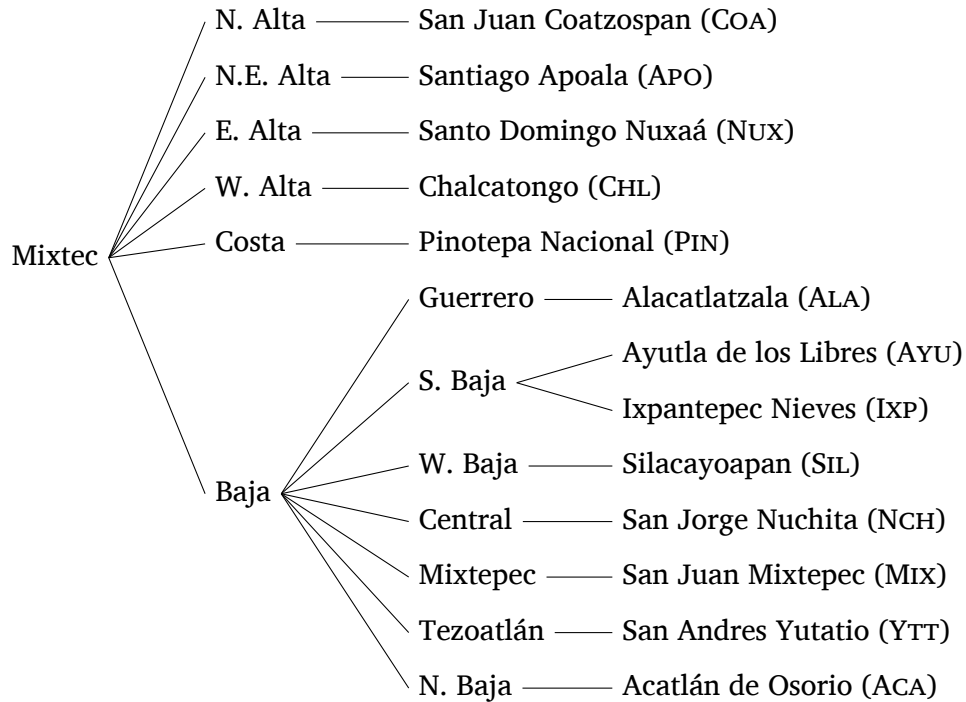 N. Alta San Juan Coatzospan (COA)
N.E. Alta Santiago Apoala (APO)
E. Alta Santo Domingo Nuxaá (NUX)
W. Alta Chalcatongo (CHL)
Costa Pinotepa Nacional (PIN)
Mixtec
Guerrero Alacatlatzala (ALA)
Ayutla de los Libres (AYU)
S. Baja
Ixpantepec Nieves (IXP)
W. Baja Silacayoapan (SIL)
Baja
Central San Jorge Nuchita (NCH)
Mixtepec San Juan Mixtepec (MIX)
Tezoatlán San Andres Yutatio (YTT)
N. Baja Acatlán de Osorio (ACA)